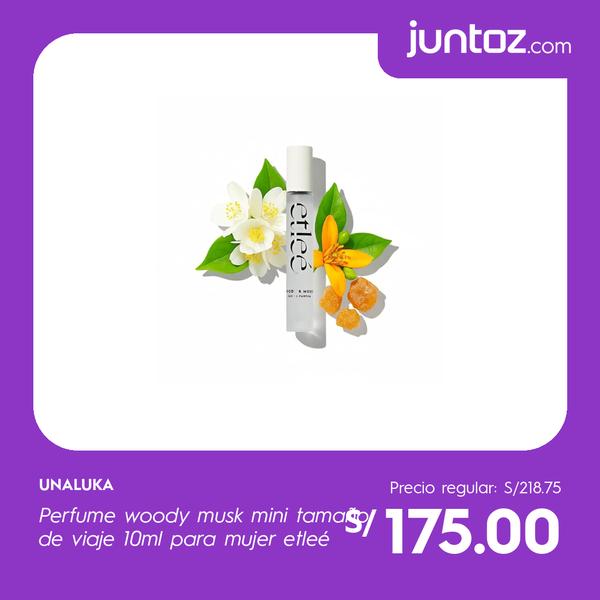 juntoz.com
etleé
UNALUKA
Precio regular: S/218.75
Perfume woody musk mini tamaño
de viaje 10ml para mujer etleé
S/ 175.00